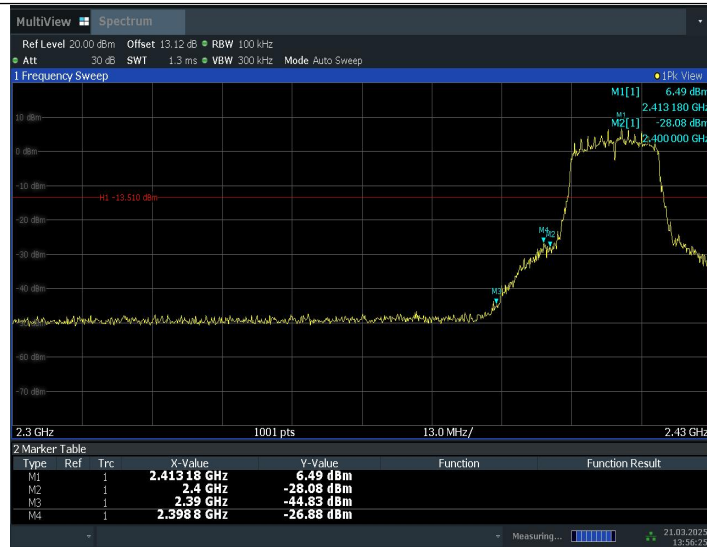 MultiView Spectrum
Ref Level 20.00 dBm Offset 13.12 dB RBW 100 kHz
Att 30 dB SWT 1.3 ms VBW 300 kHz Mode Auto Sweep
1 Frequency Sweep 1Pk View
M1[1] 6.49 dBm
2.413 180 GHz
M1
M2[1] -28.08 dBm
2.400 000 GHz
10 dBm
0 dBm
-10 dBm
H1 -13.510 dBm
-20 dBm
M4
M2
-30 dBm
-40 dBm
M3
-60 dBm
-70 dBm
2.3 GHz 1001 pts 13.0 MHz/ 2.43 GHz
2 Marker Table
Type Ref Trc X-Value Y-Value Function Function Result
M1 1 2.413 18 GHz 6.49 dBm
M2 1 2.4 GHz -28.08 dBm
M3 1 2.39 GHz -44.83 dBm
M4 1 2.398 8 GHz -26.88 dBm
Measuring... 21.03.2025
13:56:25